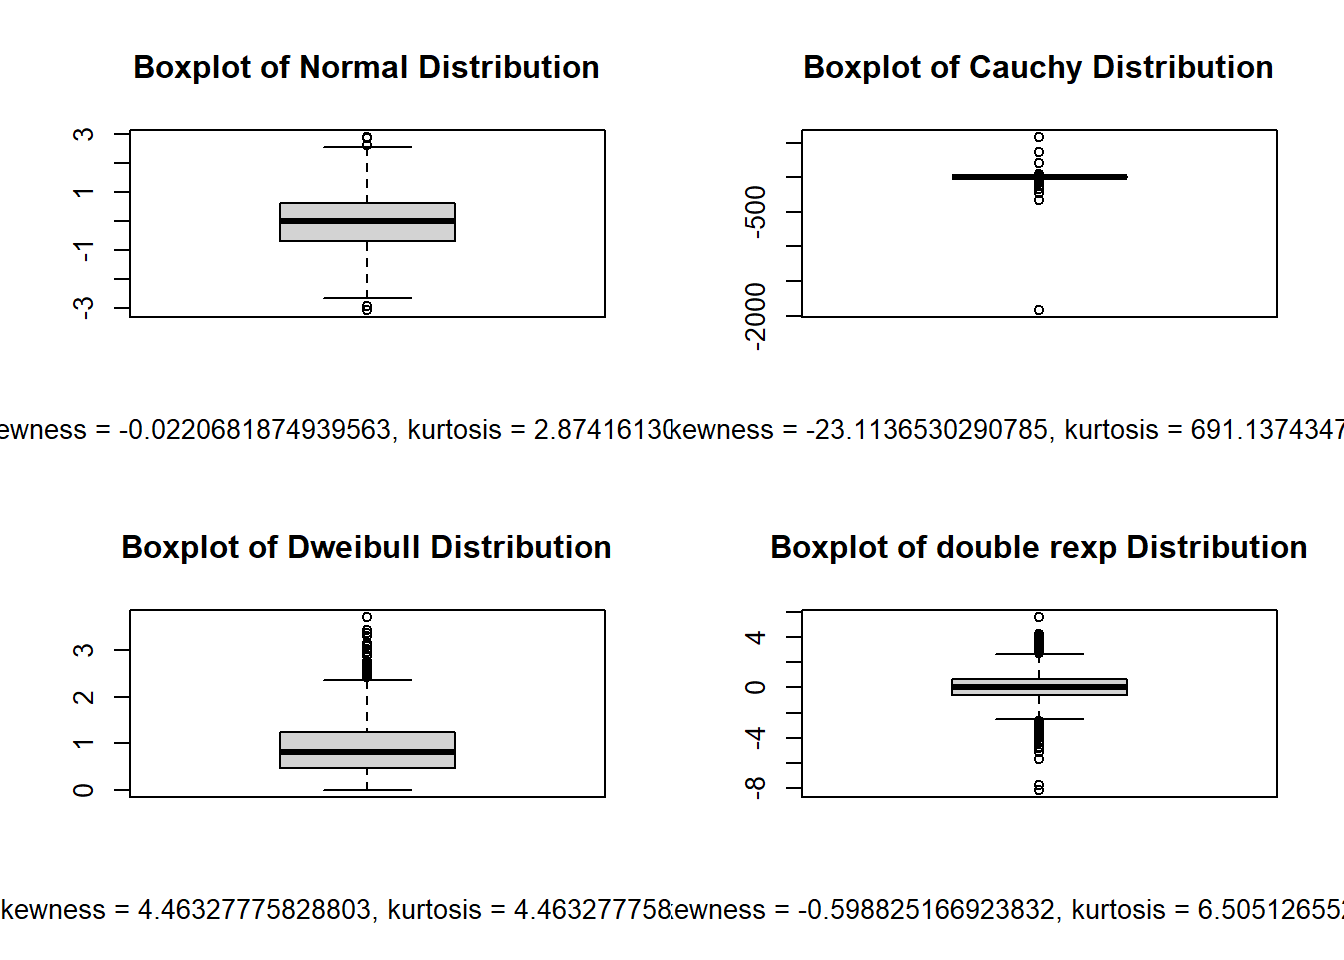 Boxplot of Normal Distribution
3
1
-1
-3
ewness = -0.0220681874939563, kurtosis = 2.87416130
Boxplot of Cauchy Distribution
-500
-2000
kewness = -23.1136530290785, kurtosis = 691.1374347
Boxplot of Dweibull Distribution
3
2
1
0
kewness = 4.46327775828803, kurtosis = 4.463277758
Boxplot of double rexp Distribution
4
0
-4
-8
ewness = -0.598825166923832, kurtosis = 6.505126552